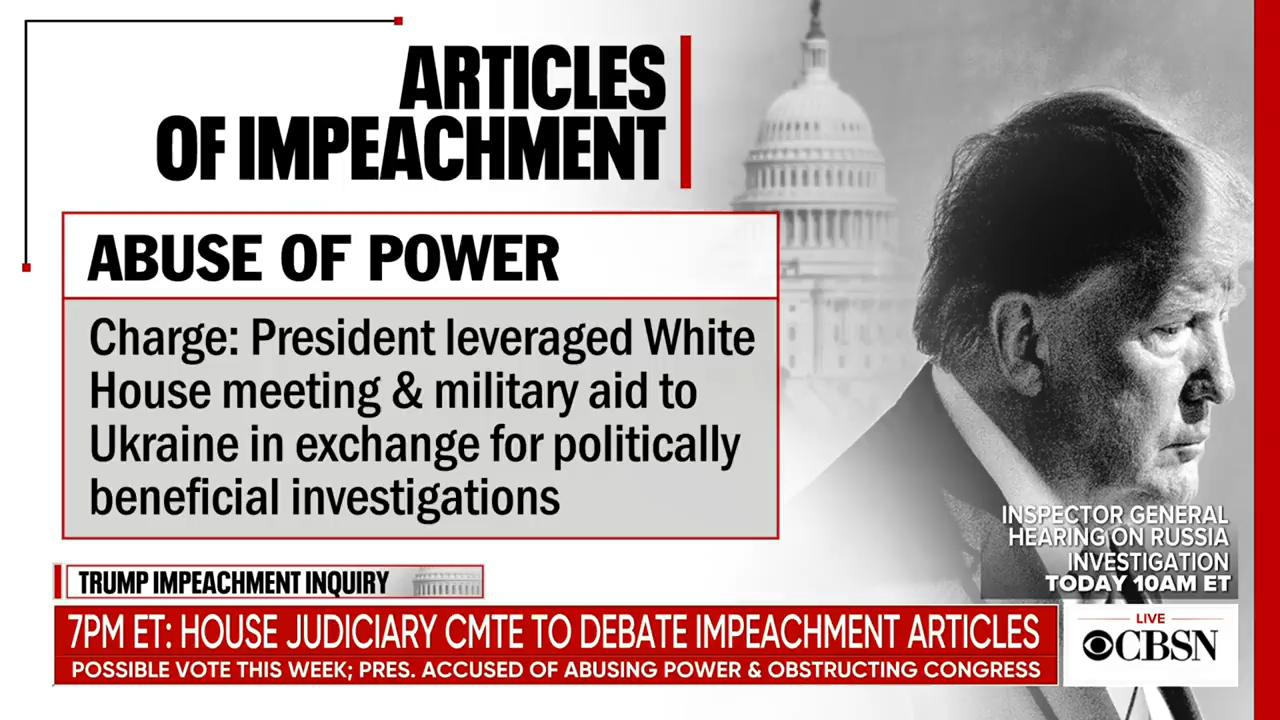 ARTICLES
OF IMPEACHMENT
ABUSE OF POWER
Charge: President leveraged White
House meeting & military aid to
Ukraine in exchange for politically
beneficial investigations
INSPECTOR GENERAL
HEARING ON RUSSIA
INVESTIGATION
TODAY 10AM ET
TRUMP IMPEACHMENT INQUIRY
7PM ET: HOUSE JUDICIARY CMTE TO DEBATE IMPEACHMENT ARTICLES
POSSIBLE VOTE THIS WEEK; PRES. ACCUSED OF ABUSING POWER & OBSTRUCTING CONGRESS
LIVE
CBSN